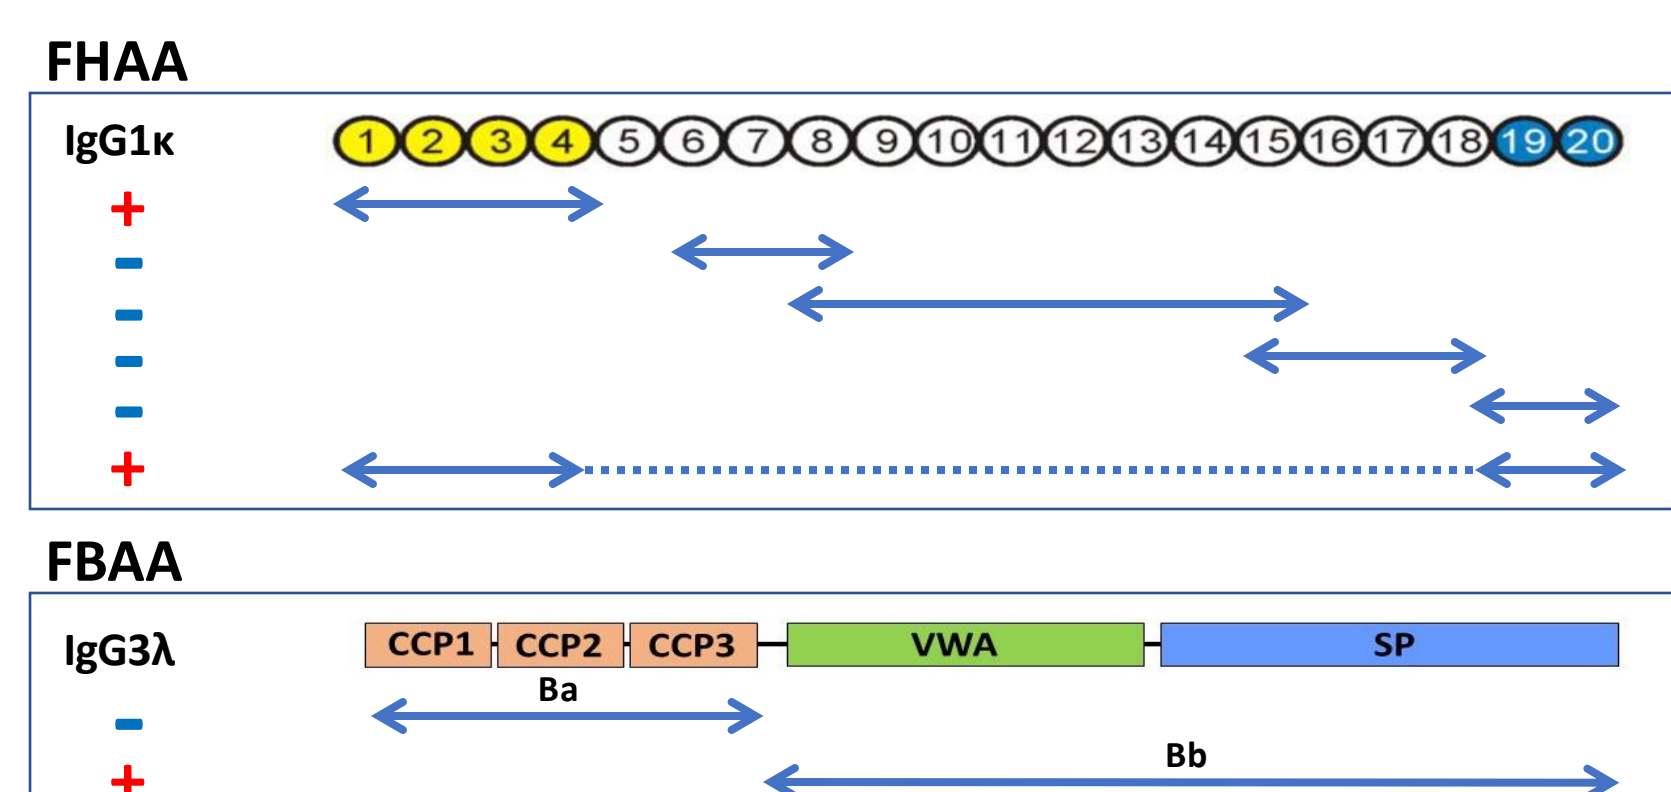 FHAA
IgG1κ 1 2 3 4 5 6 7 8 9 10 11 12 13 14 15 16 17 18 19 20
+
-
-
-
-
+
FBAA
IgG3λ CCP1 CCP2 CCP3 VWA SP
Ba
-
Bb
+